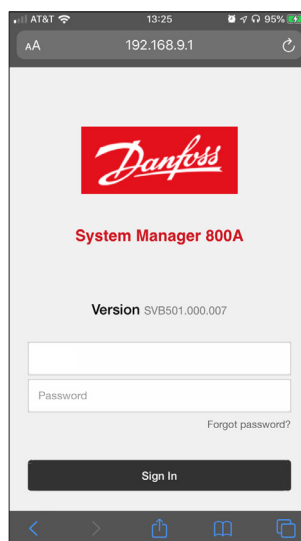 AT&T 13:25 95%
AA 192.168.9.1
Danfoss
System Manager 800A
Version SVB501.000.007
Password
Forgot password?
Sign In